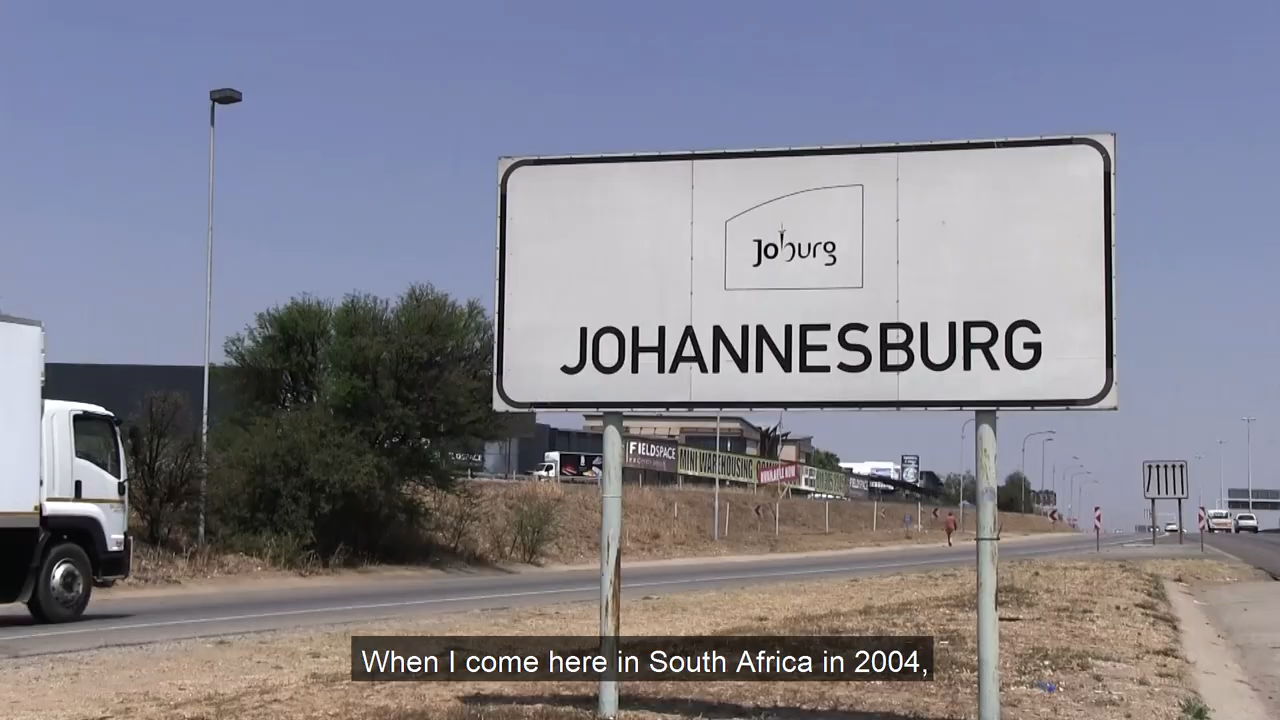 Joburg
JOHANNESBURG
FIELDSPACE
MINI WAREHOUSING
When I come here in South Africa in 2004,